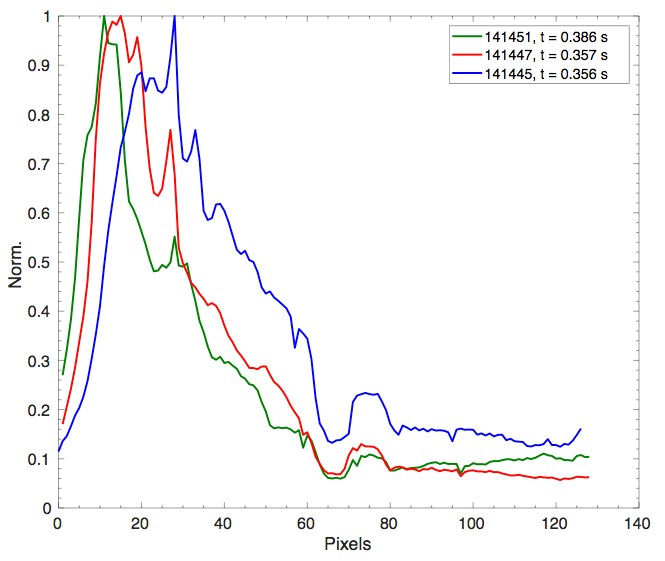 141451, t = 0.386 s
141447, t = 0.357 s
141445, t = 0.356 s
1
0.9
0.8
0.7
0.6
0.5
0.4
0.3
0.2
0.1
0
Norm.
0 20 40 60 80 100 120 140
Pixels